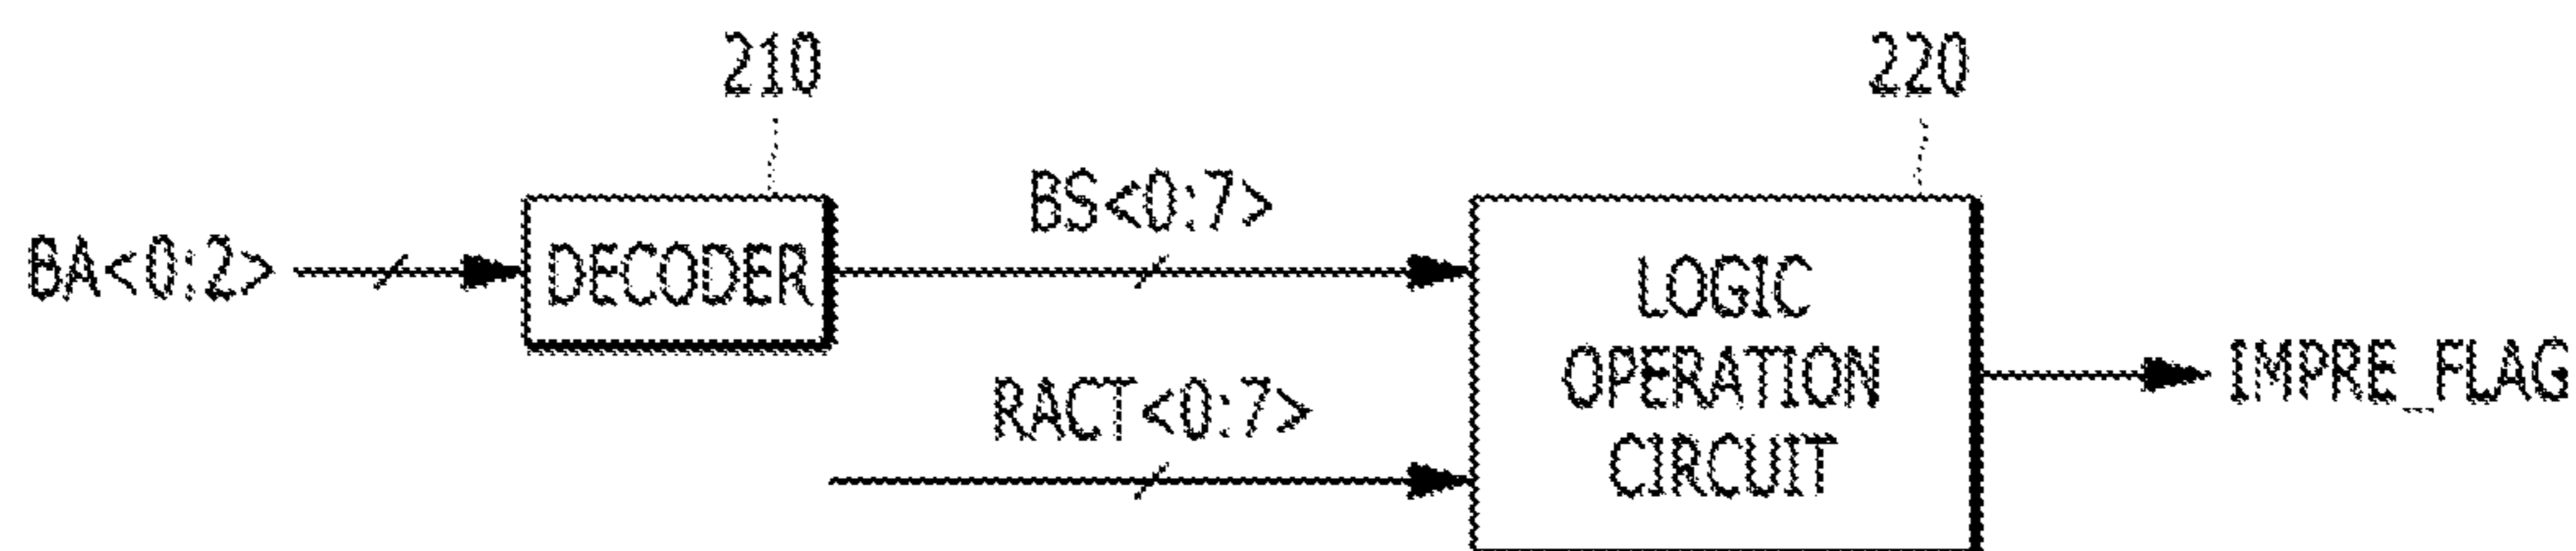 210
220
BS<0:7>
BA<0:2>
DECODER
LOGIC
OPERATION
CIRCUIT
RACT<0:7>
IMPRE_FLAG